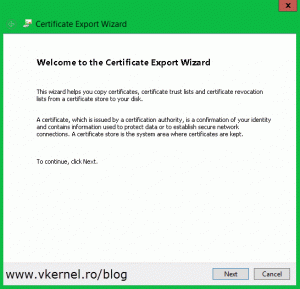 x
Certificate Export Wizard
Welcome to the Certificate Export Wizard
This wizard helps you copy certificates, certificate trust lists and certificate revocation
lists from a certificate store to your disk.
A certificate, which is issued by a certification authority, is a confirmation of your identity
and contains information used to protect data or to establish secure network
connections. A certificate store is the system area where certificates are kept.
To continue, click Next.
www.vkernel.ro/blog
Next
Cancel